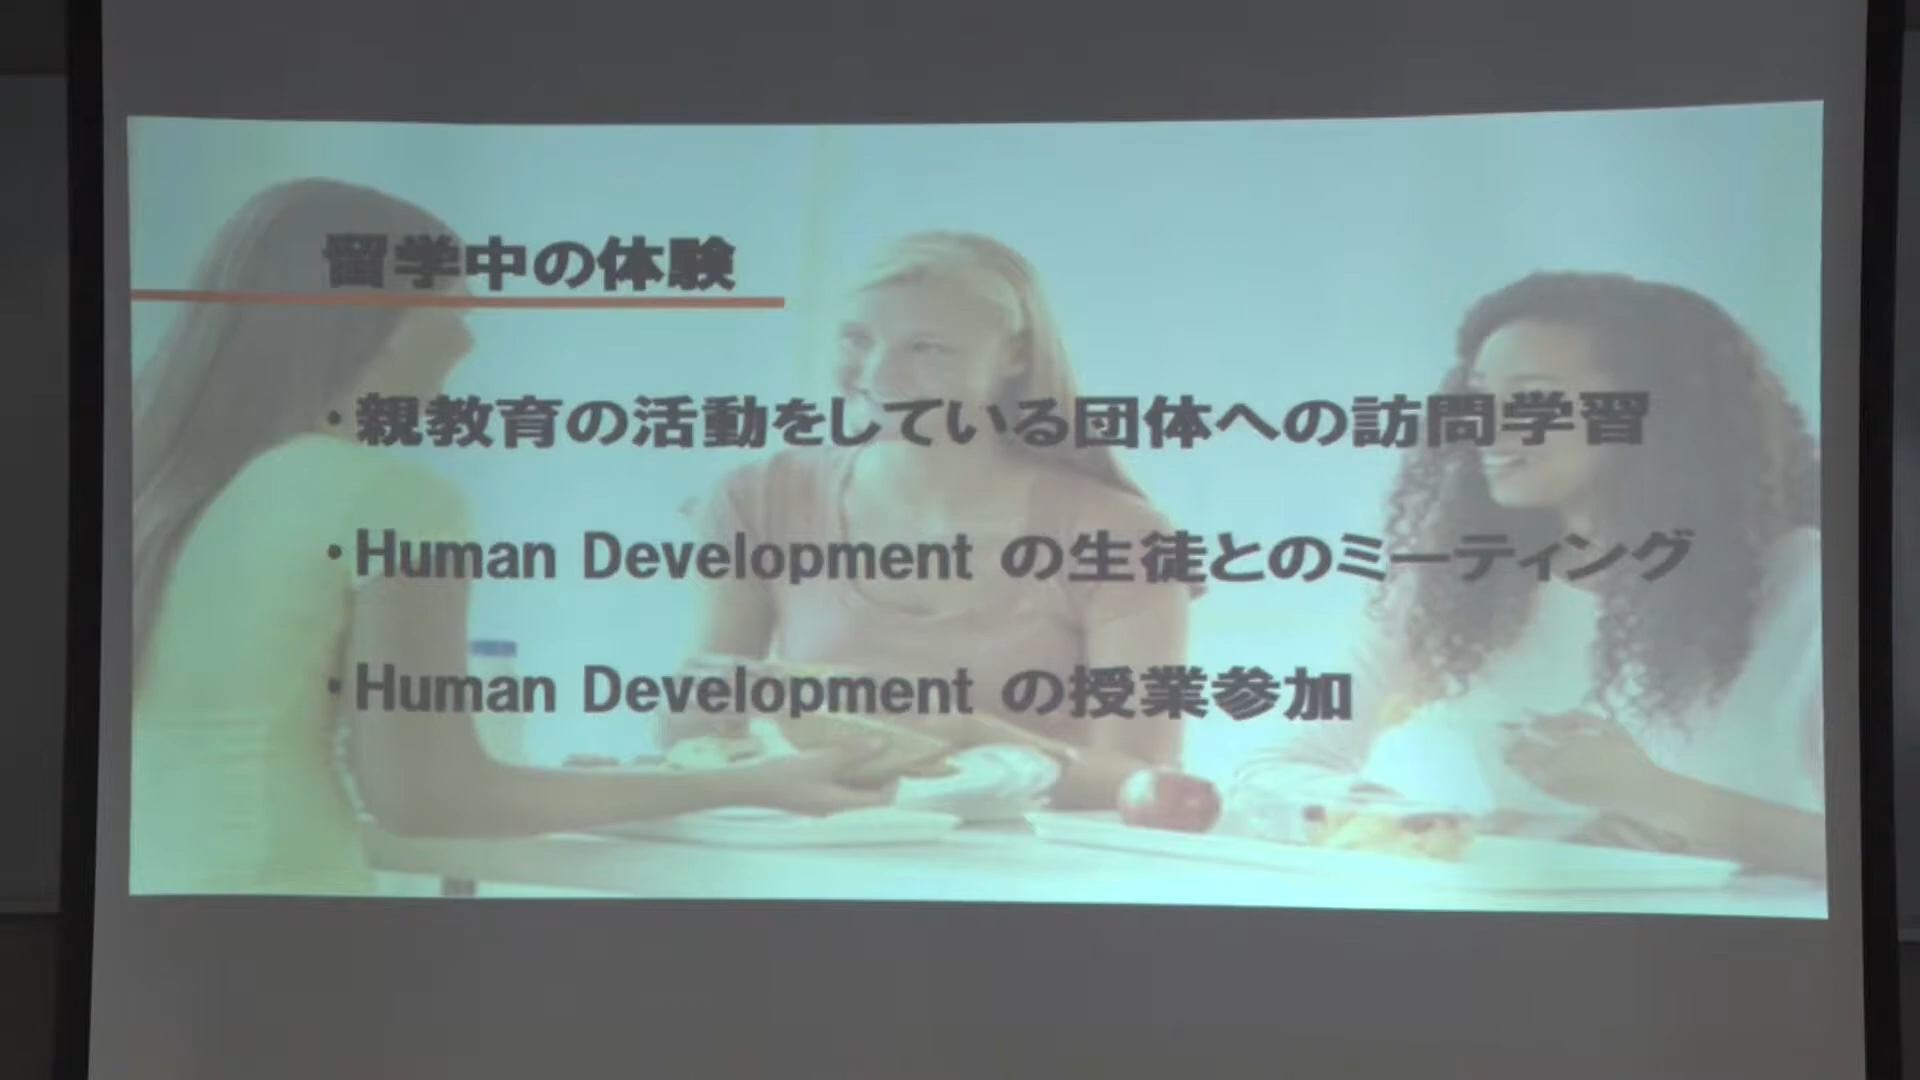 留学中の体験
・親教育の活動をしている団体への訪問学習
・Human Development の生徒とのミーティング
・Human Development の授業参加